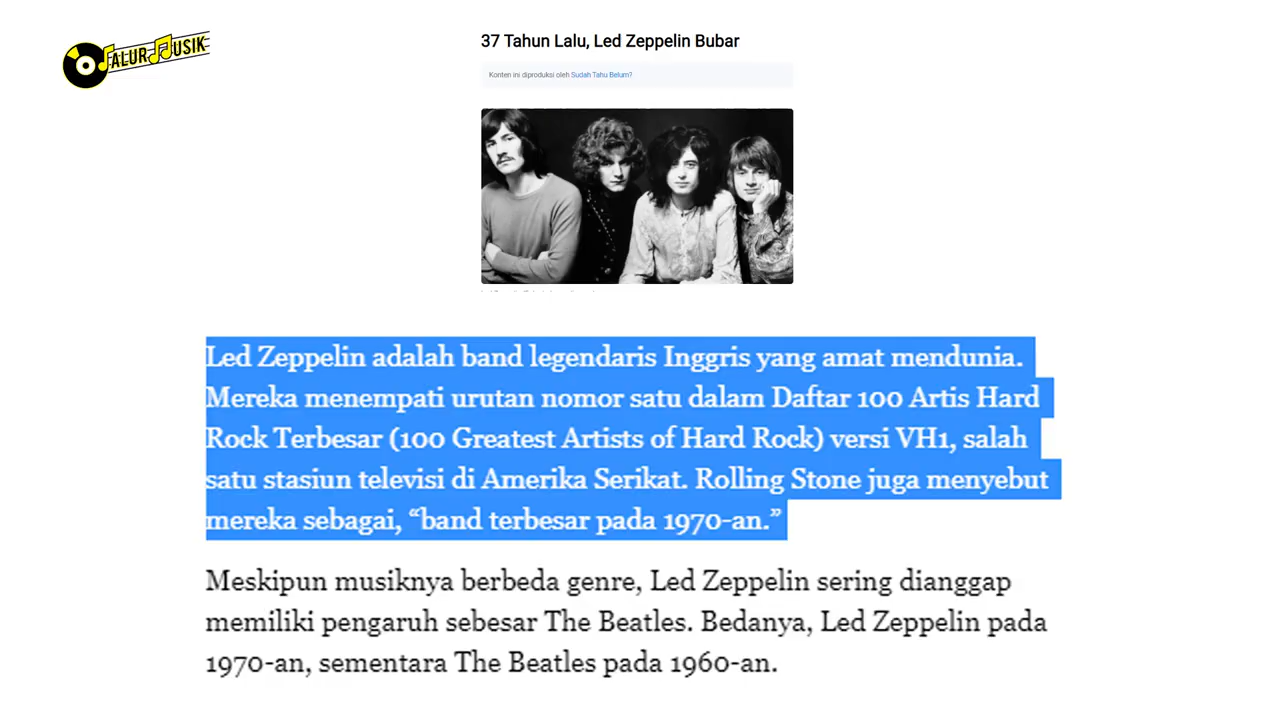 JALUR MUSIK
37 Tahun Lalu, Led Zeppelin Bubar
Konten ini diproduksi oleh Sudah Tahu Belum?
Led Zeppelin adalah band legendaris Inggris yang amat mendunia.
Mereka menempati urutan nomor satu dalam Daftar 100 Artis Hard
Rock Terbesar (100 Greatest Artists of Hard Rock) versi VH1, salah
satu stasiun televisi di Amerika Serikat. Rolling Stone juga menyebut
mereka sebagai, “band terbesar pada 1970-an.”
Meskipun musiknya berbeda genre, Led Zeppelin sering dianggap
memiliki pengaruh sebesar The Beatles. Bedanya, Led Zeppelin pada
1970-an, sementara The Beatles pada 1960-an.